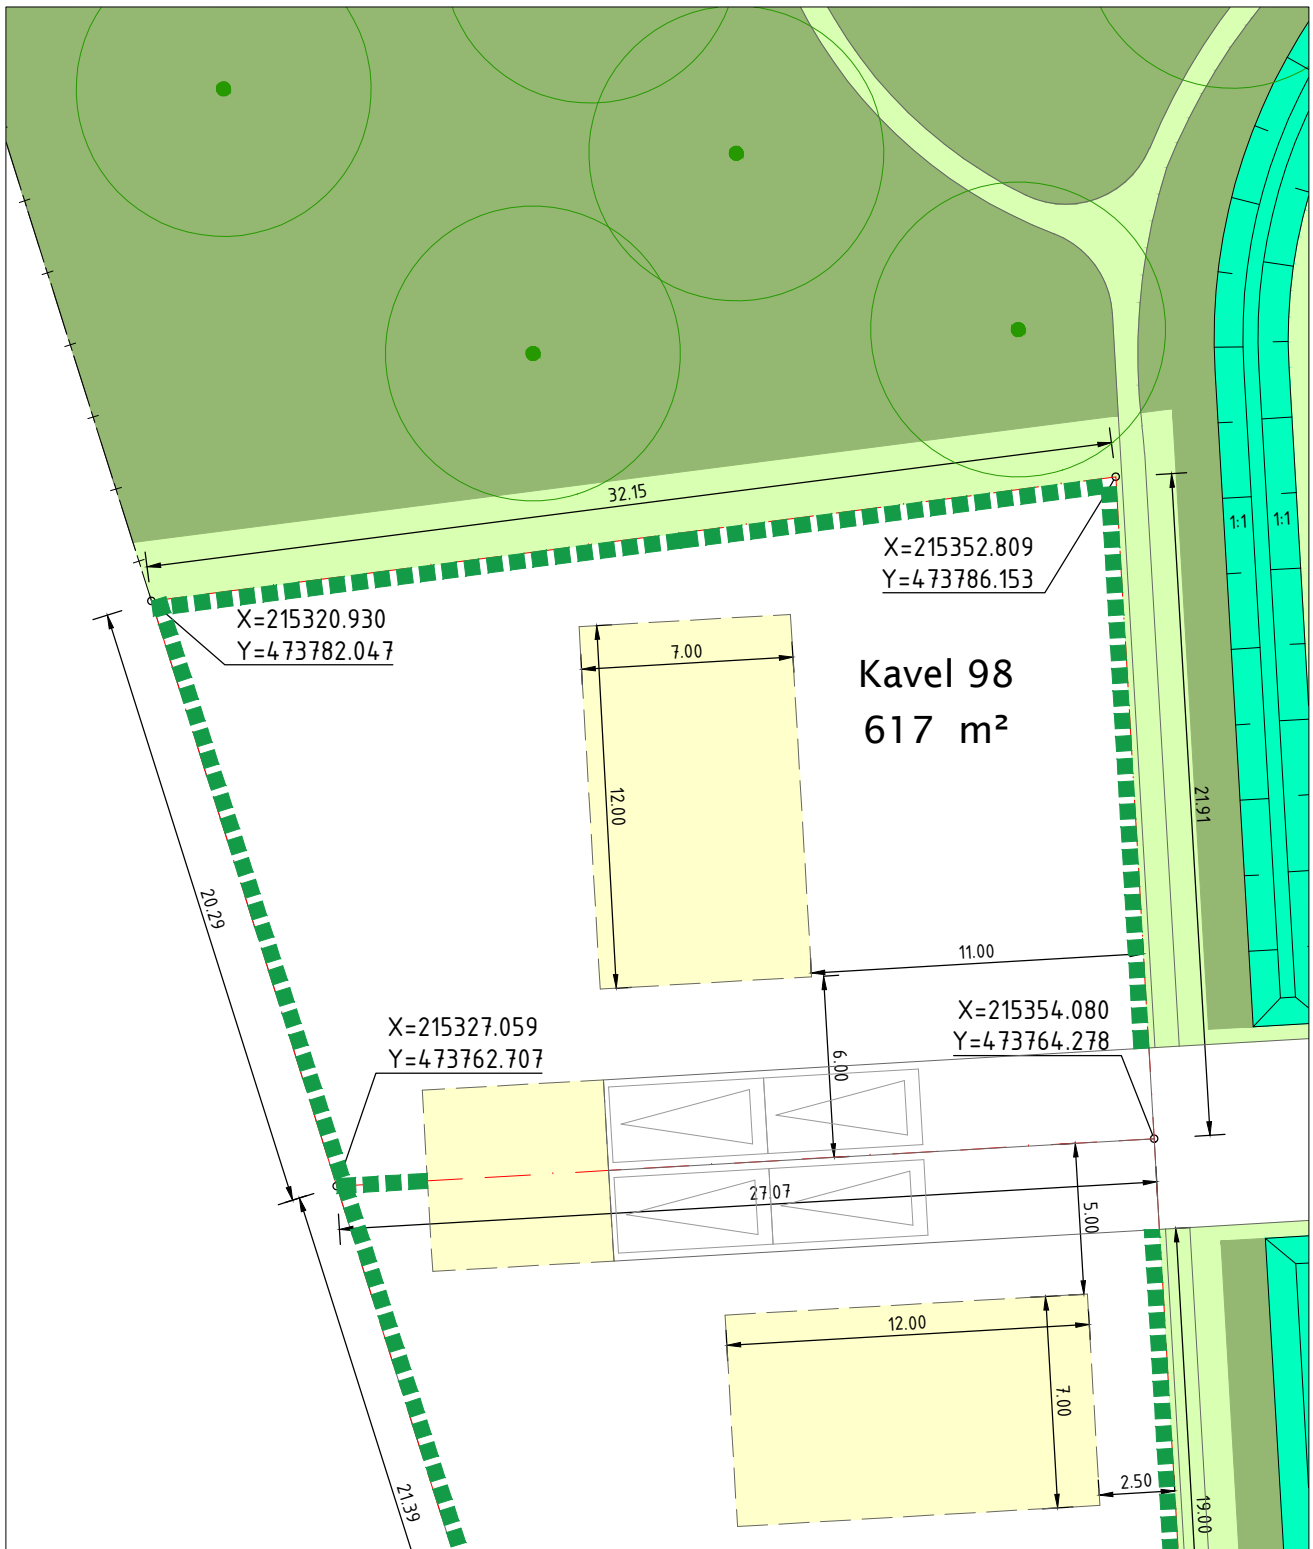 32.15
1:1
1:1
X=215352.809
Y=473786.153
X=215320.930
Y=473782.047
7.00
Kavel 98
617 m²
12.00
21.91
20.29
11.00
X=215354.080
Y=473764.278
X=215327.059
Y=473762.707
6.00
27.07
5.00
12.00
7.00
2.50
21.39
19.00